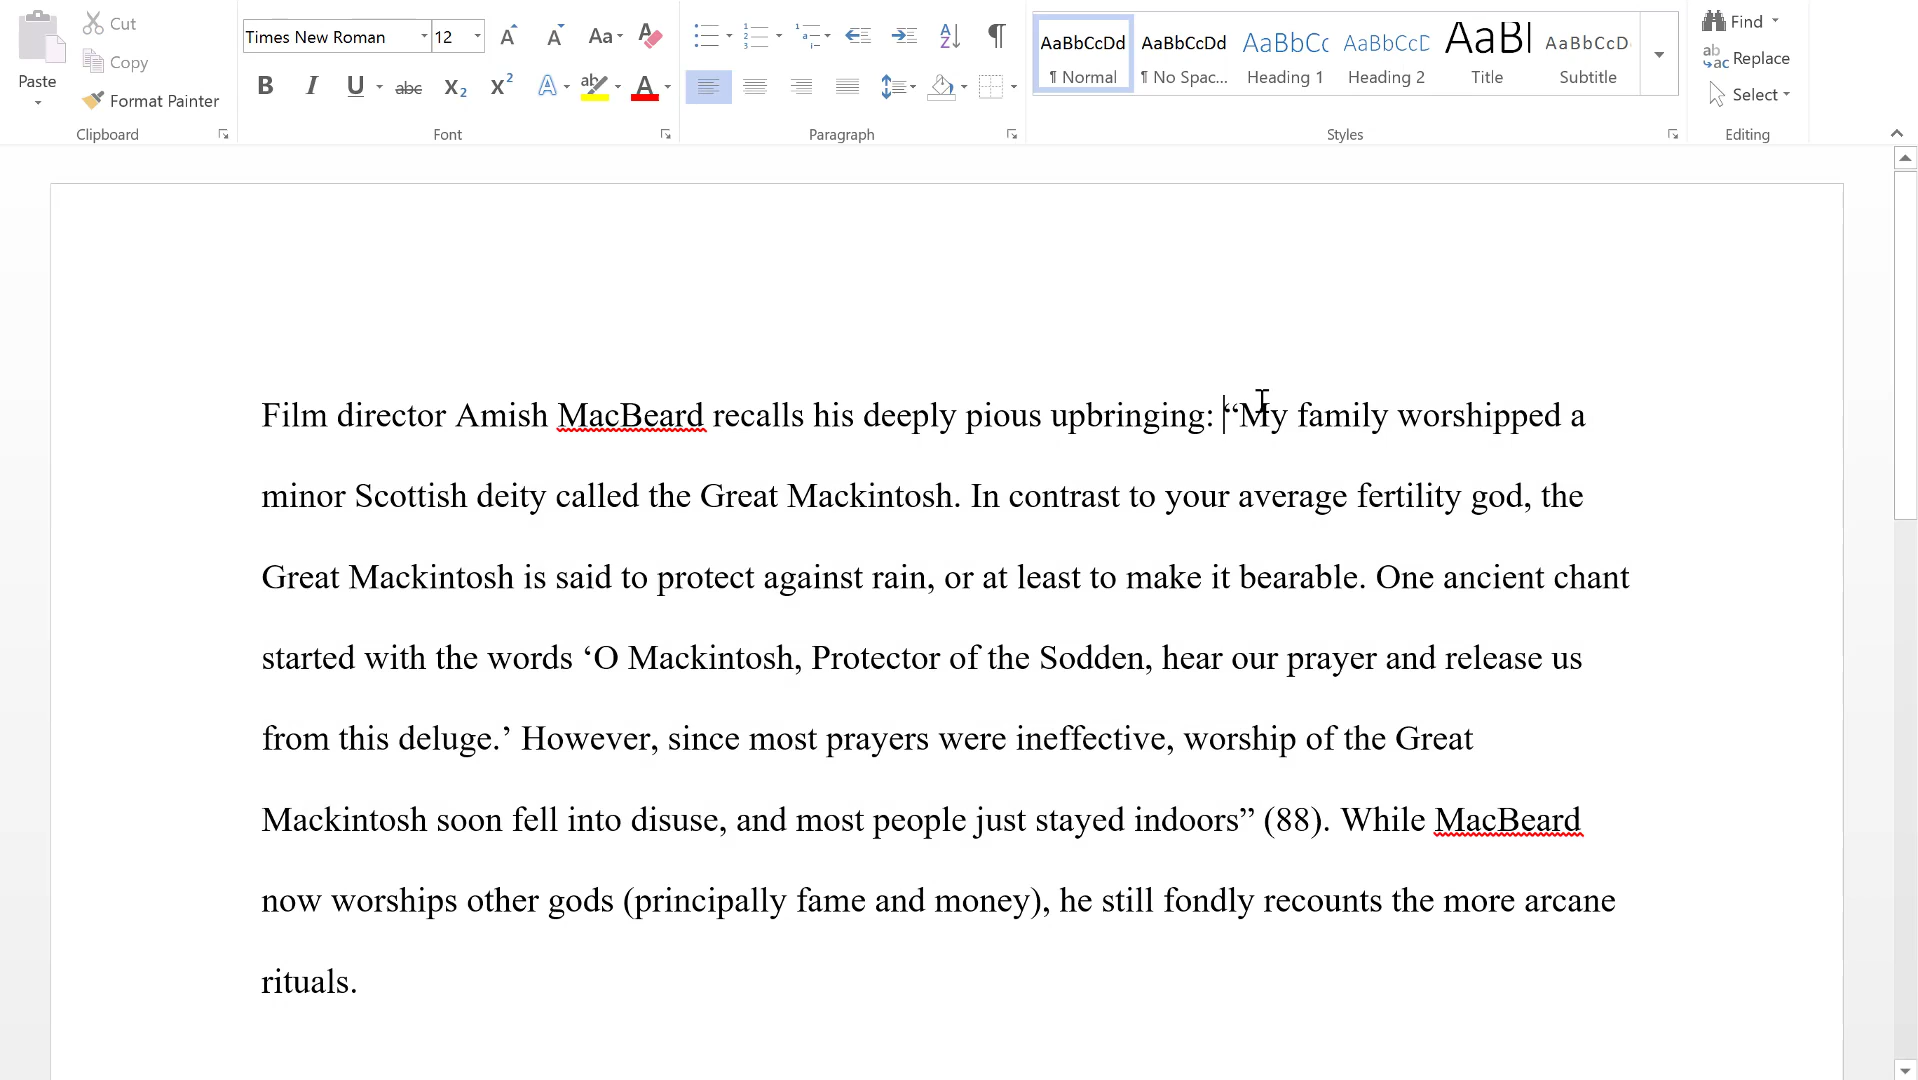 Cut
Copy
Paste
Format Painter
Clipboard
Times New Roman 12 Aa
B I U abc X2 X2 A ab A
Font
1 2 3 1 a i A Z ¶
Paragraph
AaBbCcDd AaBbCcDd AaBbCc AaBbCcD AaBl AaBbCcD
¶ Normal ¶ No Spac... Heading 1 Heading 2 Title Subtitle
Styles
Find
ab ac Replace
Select
Editing
Film director Amish MacBeard recalls his deeply pious upbringing: “My family worshipped a
minor Scottish deity called the Great Mackintosh. In contrast to your average fertility god, the
Great Mackintosh is said to protect against rain, or at least to make it bearable. One ancient chant
started with the words ‘O Mackintosh, Protector of the Sodden, hear our prayer and release us
from this deluge.’ However, since most prayers were ineffective, worship of the Great
Mackintosh soon fell into disuse, and most people just stayed indoors” (88). While MacBeard
now worships other gods (principally fame and money), he still fondly recounts the more arcane
rituals.